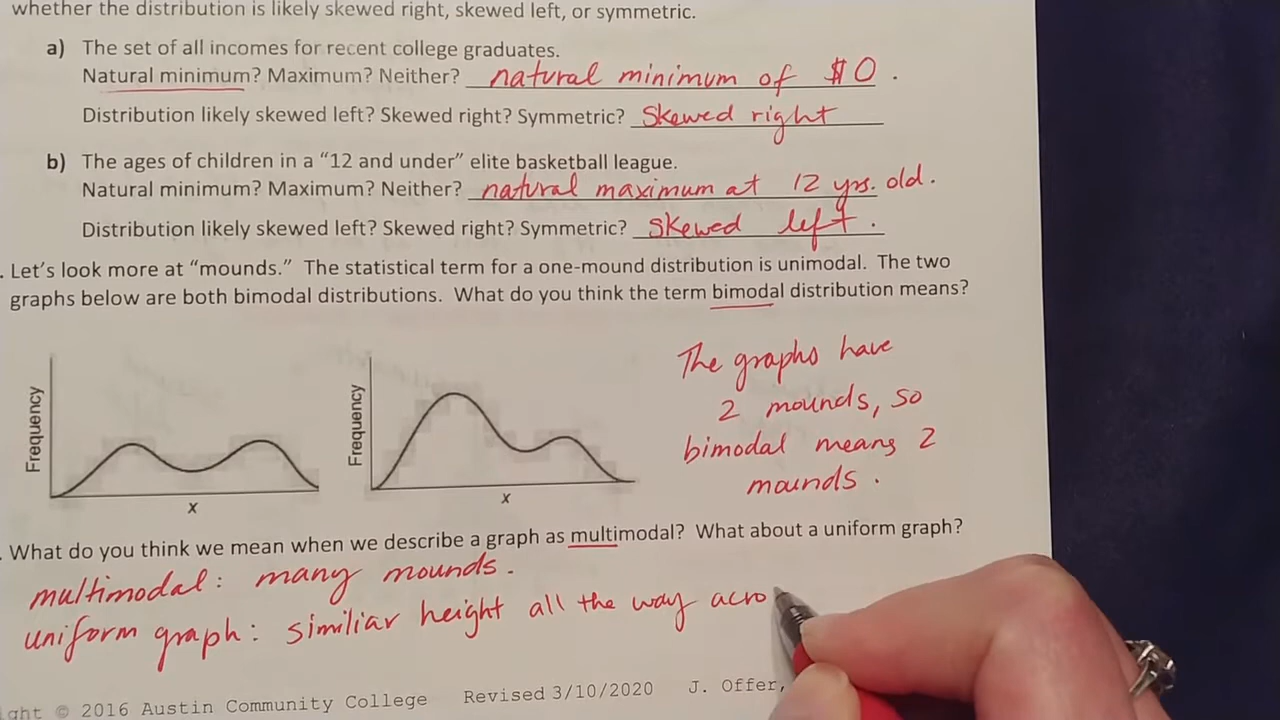 whether the distribution is likely skewed right, skewed left, or symmetric.
a) The set of all incomes for recent college graduates.
Natural minimum? Maximum? Neither? natural minimum of $0.
Distribution likely skewed left? Skewed right? Symmetric? Skewed right
b) The ages of children in a “12 and under” elite basketball league.
Natural minimum? Maximum? Neither? natural maximum at 12 yrs. old.
Distribution likely skewed left? Skewed right? Symmetric? Skewed left.
. Let’s look more at “mounds.” The statistical term for a one-mound distribution is unimodal. The two
graphs below are both bimodal distributions. What do you think the term bimodal distribution means?
Frequency
x
Frequency
x
The graphs have
2 mounds, so
bimodal means 2
mounds.
. What do you think we mean when we describe a graph as multimodal? What about a uniform graph?
multimodal: many mounds.
uniform graph: similiar height all the way acro
ght © 2016 Austin Community College Revised 3/10/2020 J. Offer,